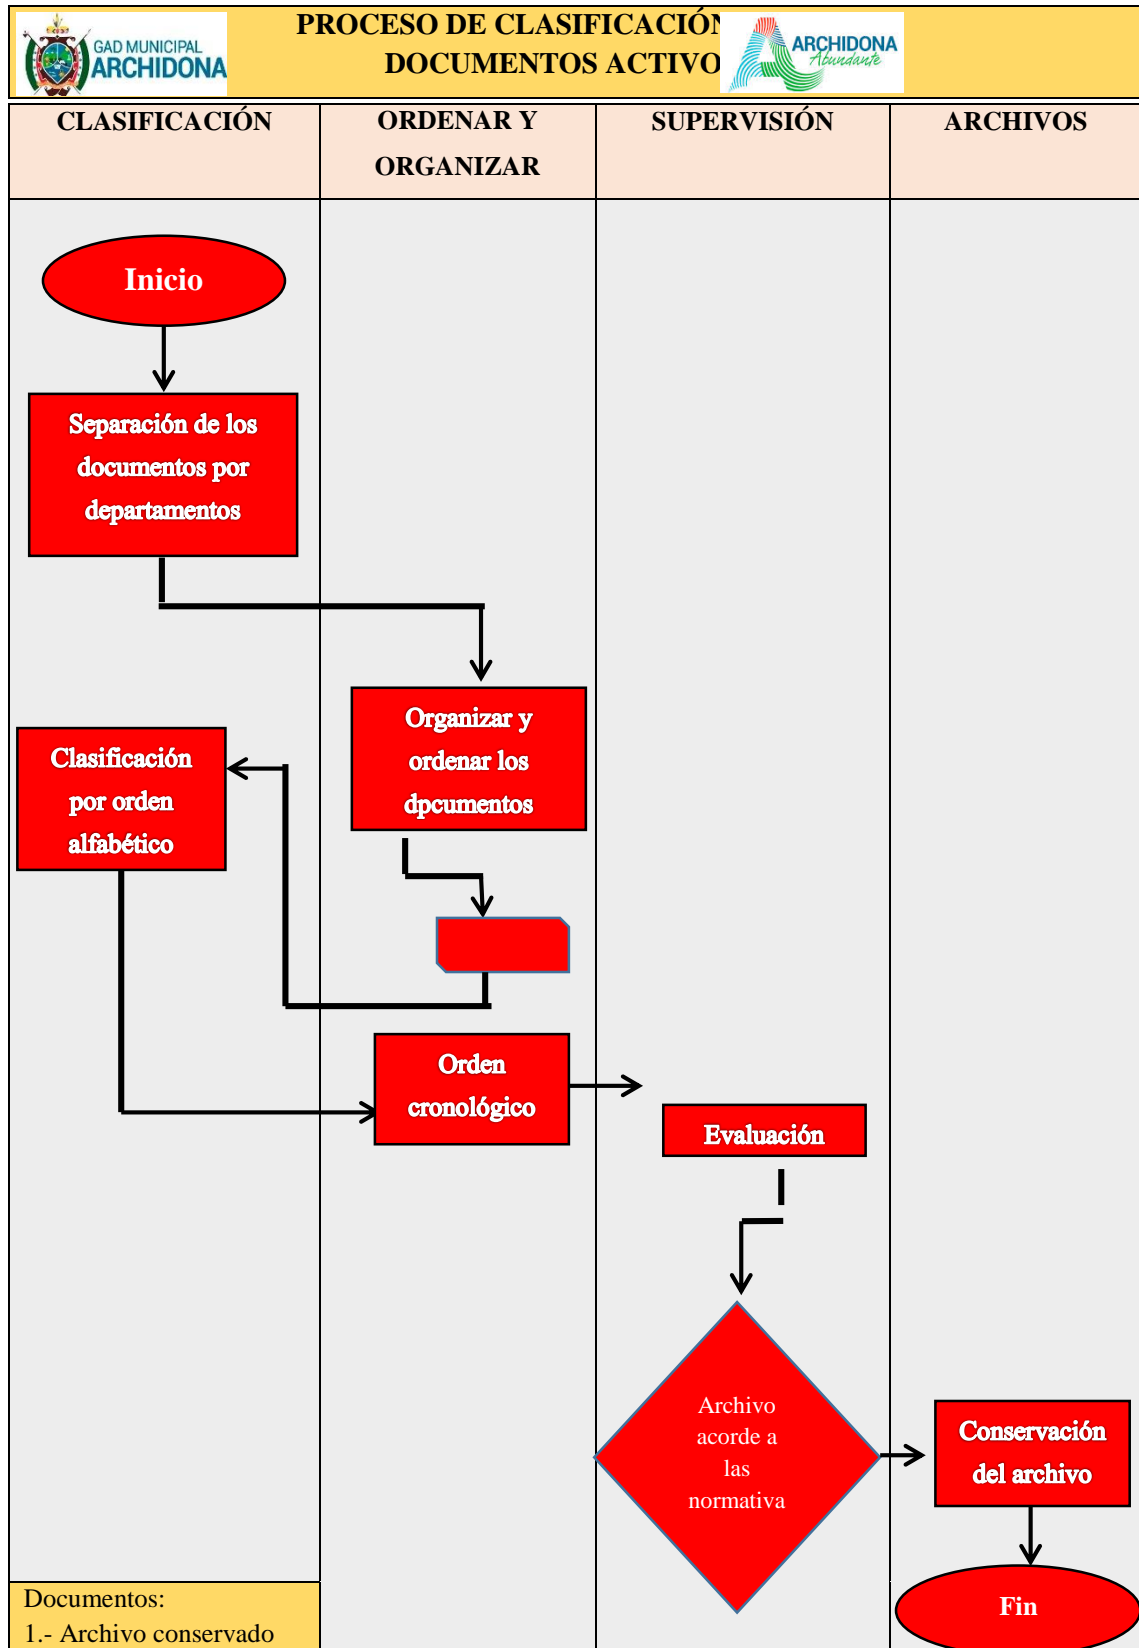 GAD MUNICIPAL
ARCHIDONA
PROCESO DE CLASIFICACIÓN
DOCUMENTOS ACTIVO
ARCHIDONA
Abundante
CLASIFICACIÓN
ORDENAR Y
ORGANIZAR
SUPERVISIÓN
ARCHIVOS
Inicio
Separación de los
documentos por
departamentos
Organizar y
ordenar los
dpcumentos
Clasificación
por orden
alfabético
Orden
cronológico
Evaluación
Archivo
acorde a
las
normativa
Conservación
del archivo
Fin
Documentos:
1.- Archivo conservado